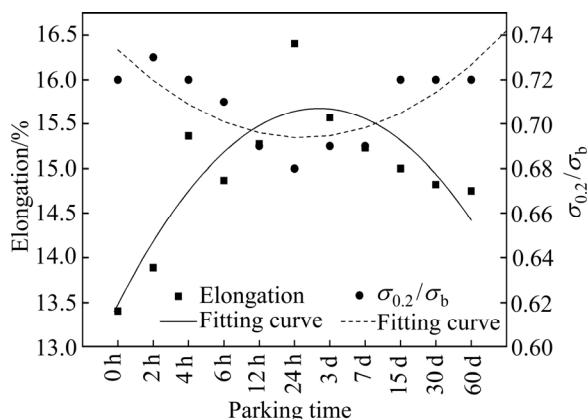 Elongation/%
16.5
16.0
15.5
15.0
14.5
14.0
13.5
13.0
0.74
0.72
0.70
0.68
0.66
0.64
0.62
0.60
σ0.2/σb
Elongation
Fitting curve
σ0.2/σb
Fitting curve
0 h
2 h
4 h
6 h
12 h
24 h
3 d
7 d
15 d
30 d
60 d
Parking time